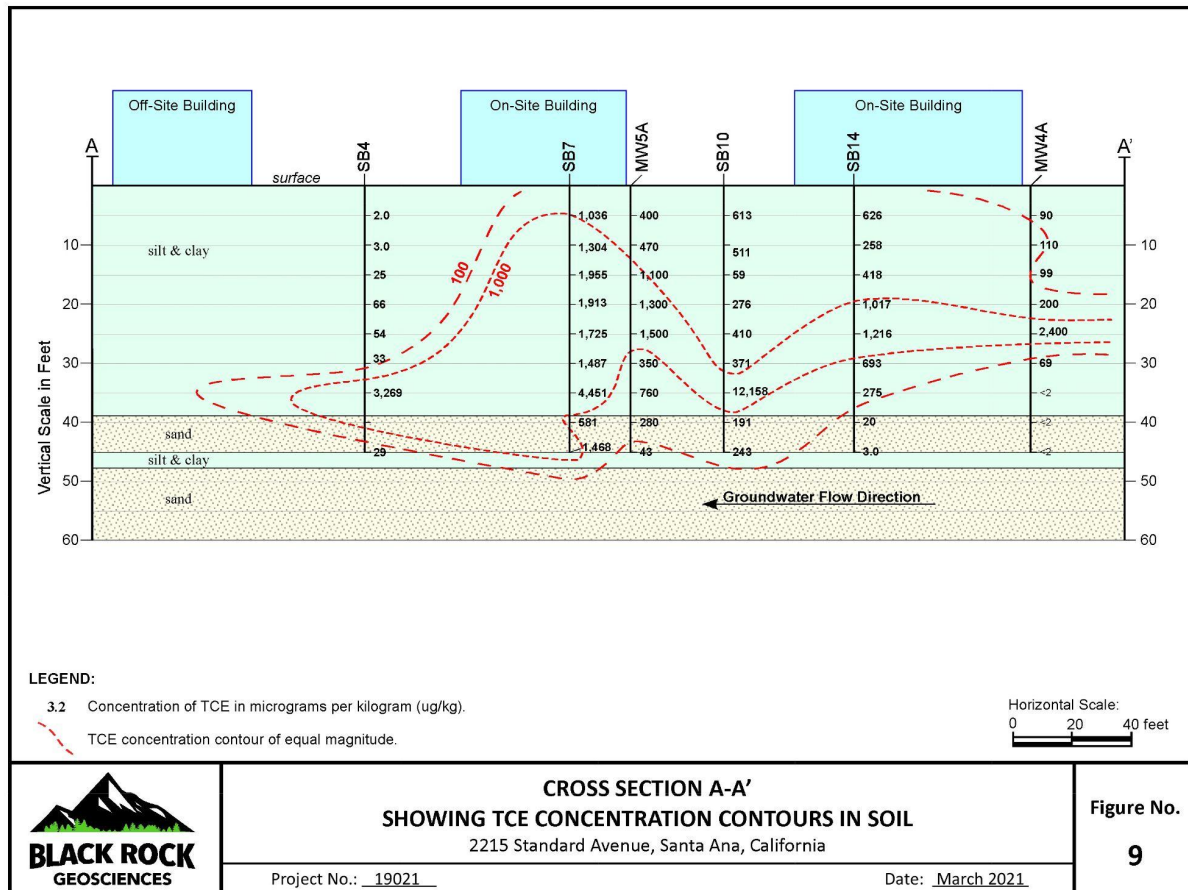 Off-Site Building
On-Site Building
On-Site Building
A
SB4
SB7
MW5A
SB10
SB14
MW4A
A'
surface
2.0 1,036 400 613 626 90
10 silt & clay 3.0 1,304 470 511 258 110 10
25 100 1,000 1,955 1,100 59 418 99
20 66 1,913 1,300 276 1,017 200 20
54 1,725 1,500 410 1,216 2,400
30 33 1,487 350 371 693 69 30
3,269 4,451 760 12,158 275 <2
40 581 280 191 20 <2 40
sand
29 1,468 43 243 3.0 <2
silt & clay
50 sand 50
Groundwater Flow Direction
60 60
Vertical Scale in Feet
LEGEND:
3.2 Concentration of TCE in micrograms per kilogram (ug/kg).
TCE concentration contour of equal magnitude.
Horizontal Scale:
0 20 40 feet
BLACK ROCK
GEOSCIENCES
CROSS SECTION A-A'
SHOWING TCE CONCENTRATION CONTOURS IN SOIL
2215 Standard Avenue, Santa Ana, California
Project No.: 19021 Date: March 2021
Figure No.
9